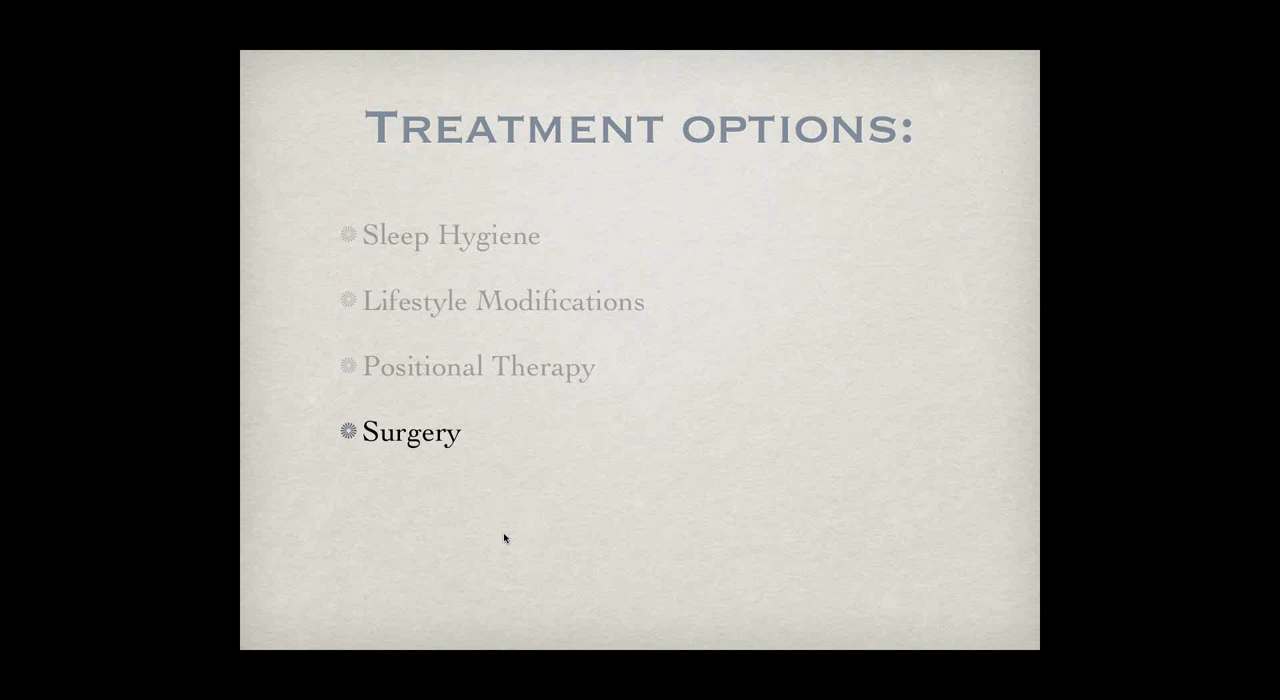 Treatment options:
Sleep Hygiene
Lifestyle Modifications
Positional Therapy
Surgery